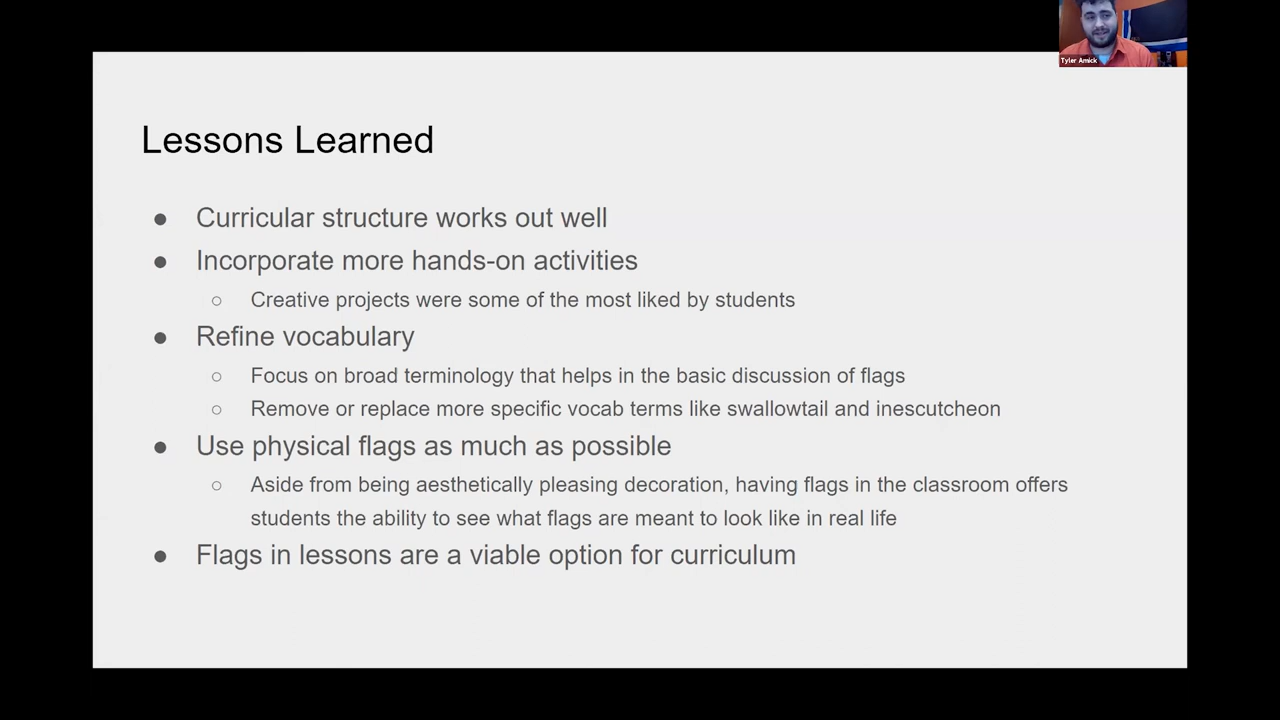 Tyler Amick
Lessons Learned
● Curricular structure works out well
● Incorporate more hands-on activities
○ Creative projects were some of the most liked by students
● Refine vocabulary
○ Focus on broad terminology that helps in the basic discussion of flags
○ Remove or replace more specific vocab terms like swallowtail and inescutcheon
● Use physical flags as much as possible
○ Aside from being aesthetically pleasing decoration, having flags in the classroom offers
students the ability to see what flags are meant to look like in real life
● Flags in lessons are a viable option for curriculum